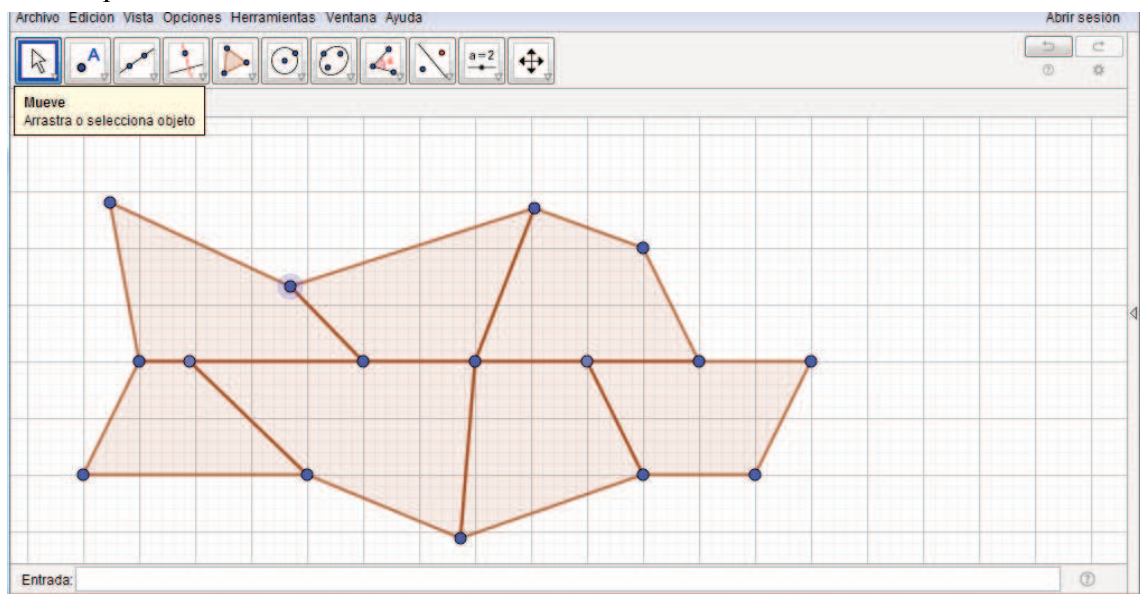 Archivo Edición Vista Opciones Herramientas Ventana Ayuda
Abrir sesión
A
a=2
Mueve
Arrastra o selecciona objeto
Entrada: